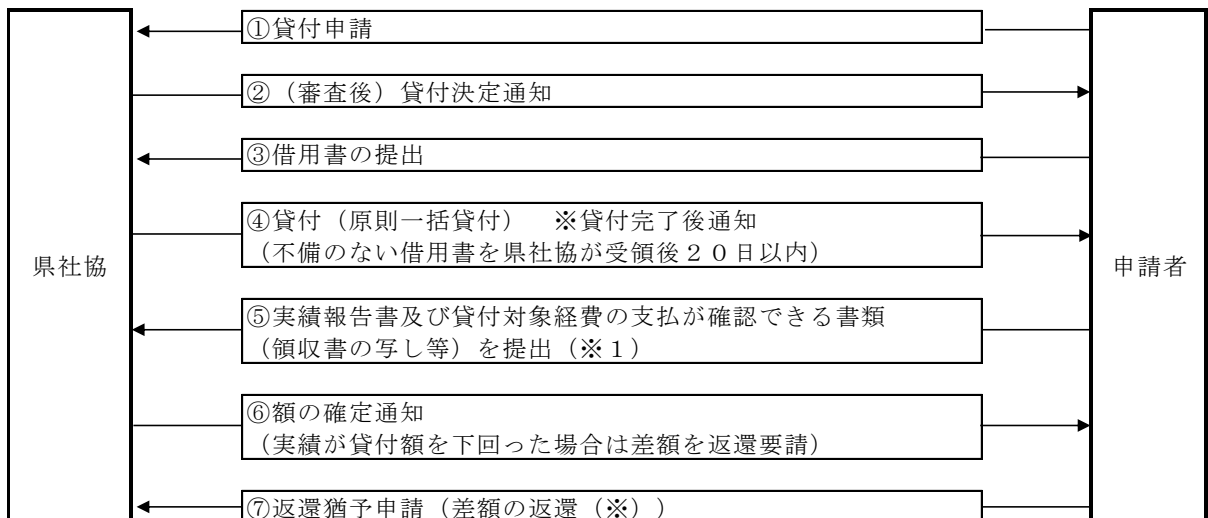 ①貸付申請
②（審査後）貸付決定通知
③借用書の提出
④貸付（原則一括貸付）　※貸付完了後通知
（不備のない借用書を県社協が受領後２０日以内）
県社協
申請者
⑤実績報告書及び貸付対象経費の支払が確認できる書類
（領収書の写し等）を提出（※１）
⑥額の確定通知
（実績が貸付額を下回った場合は差額を返還要請）
⑦返還猶予申請（差額の返還（※））